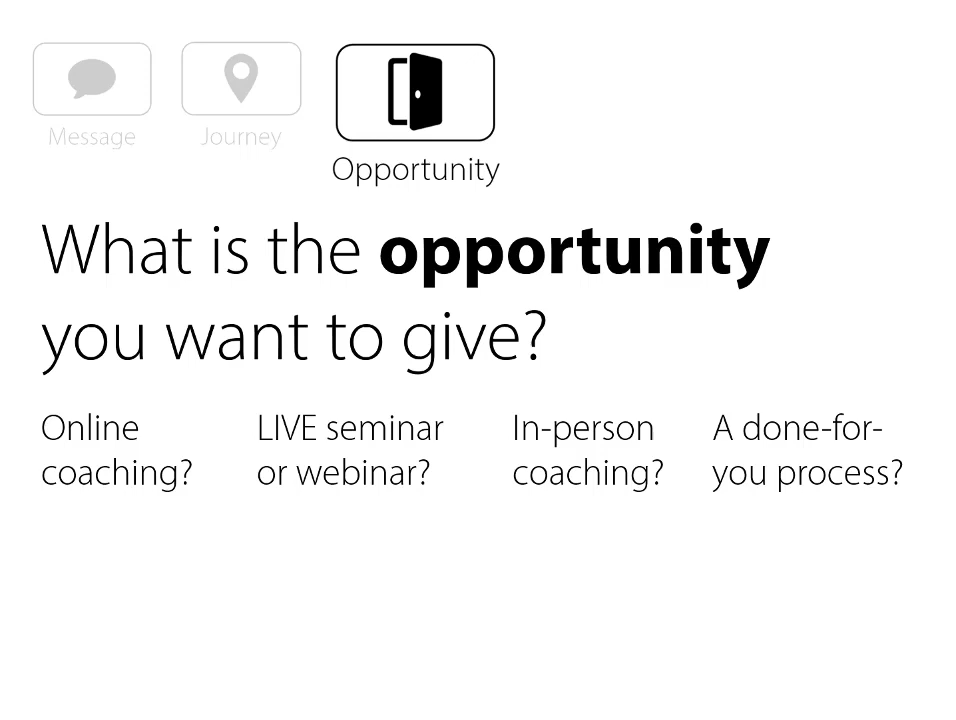 Message
Journey
Opportunity
What is the opportunity
you want to give?
Online
coaching?
LIVE seminar
or webinar?
In-person
coaching?
A done-for-
you process?